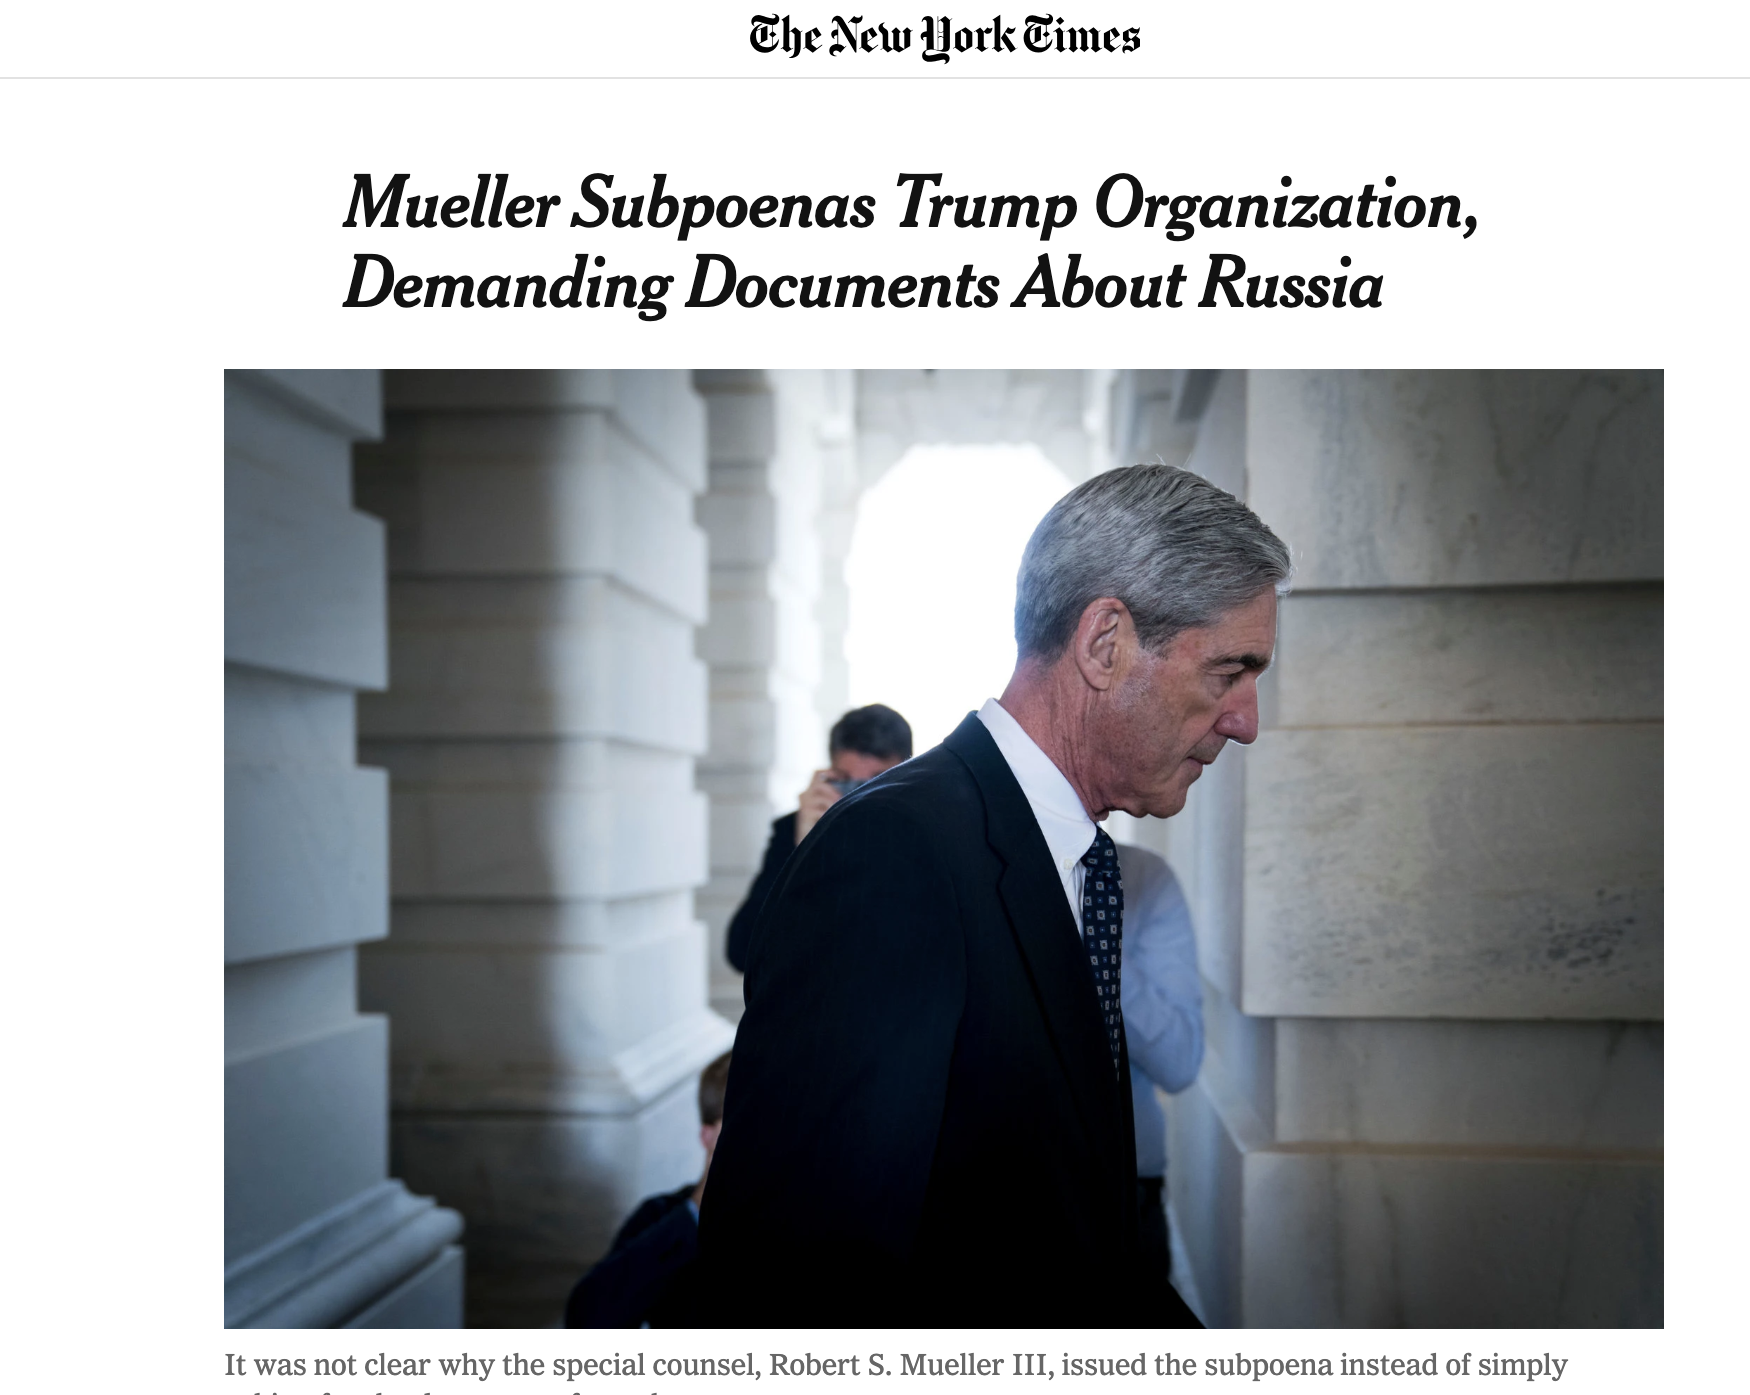 The New York Times
Mueller Subpoenas Trump Organization,
Demanding Documents About Russia
It was not clear why the special counsel, Robert S. Mueller III, issued the subpoena instead of simply